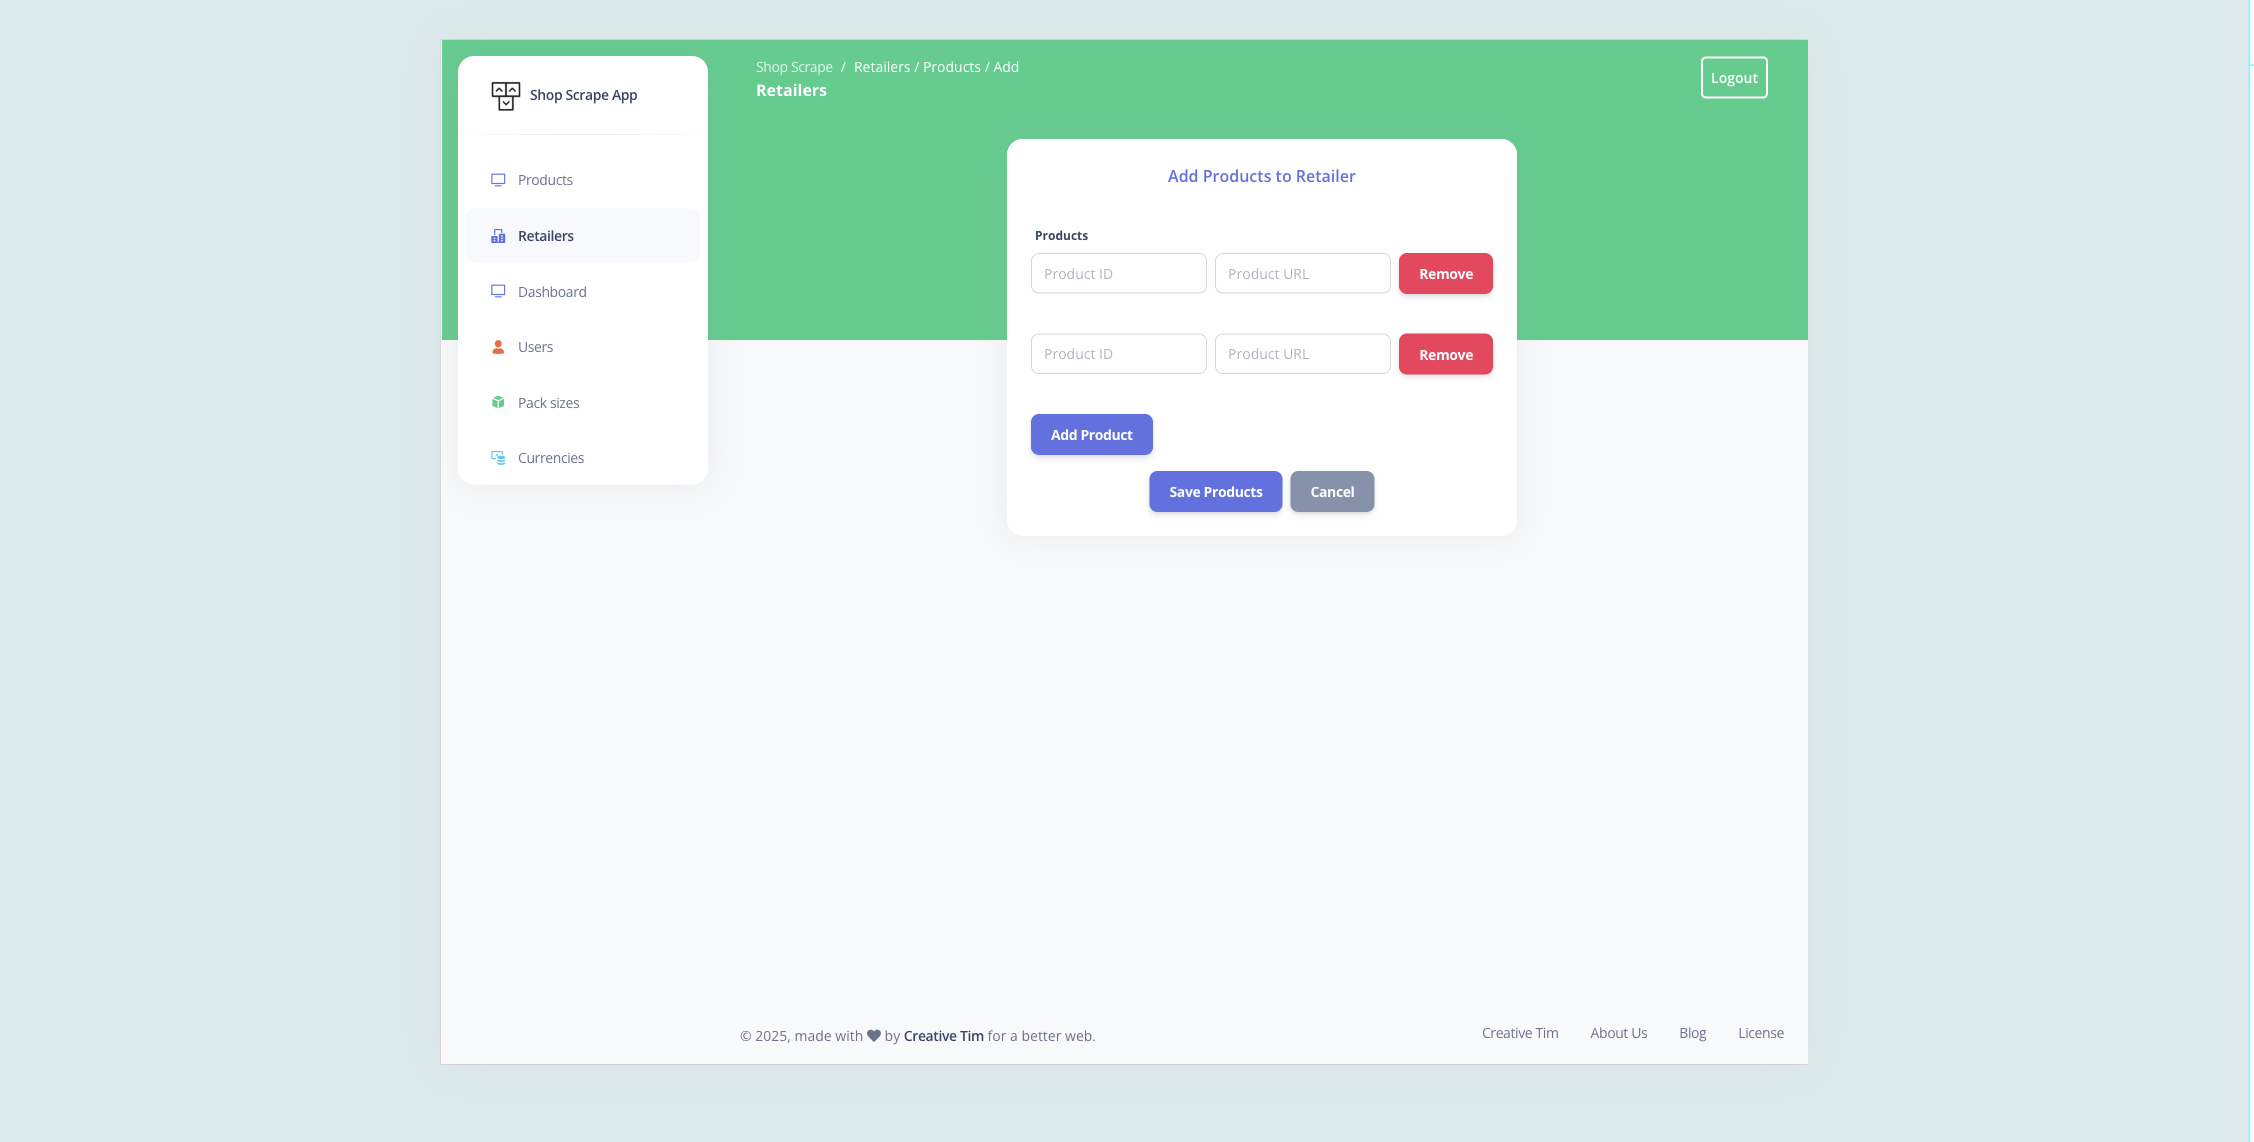 Shop Scrape App
Products
Retailers
Dashboard
Users
Pack sizes
Currencies
Shop Scrape / Retailers / Products / Add
Retailers
Logout
Add Products to Retailer
Products
Product ID Product URL Remove
Product ID Product URL Remove
Add Product
Save Products Cancel
© 2025, made with by Creative Tim for a better web.
Creative Tim About Us Blog License